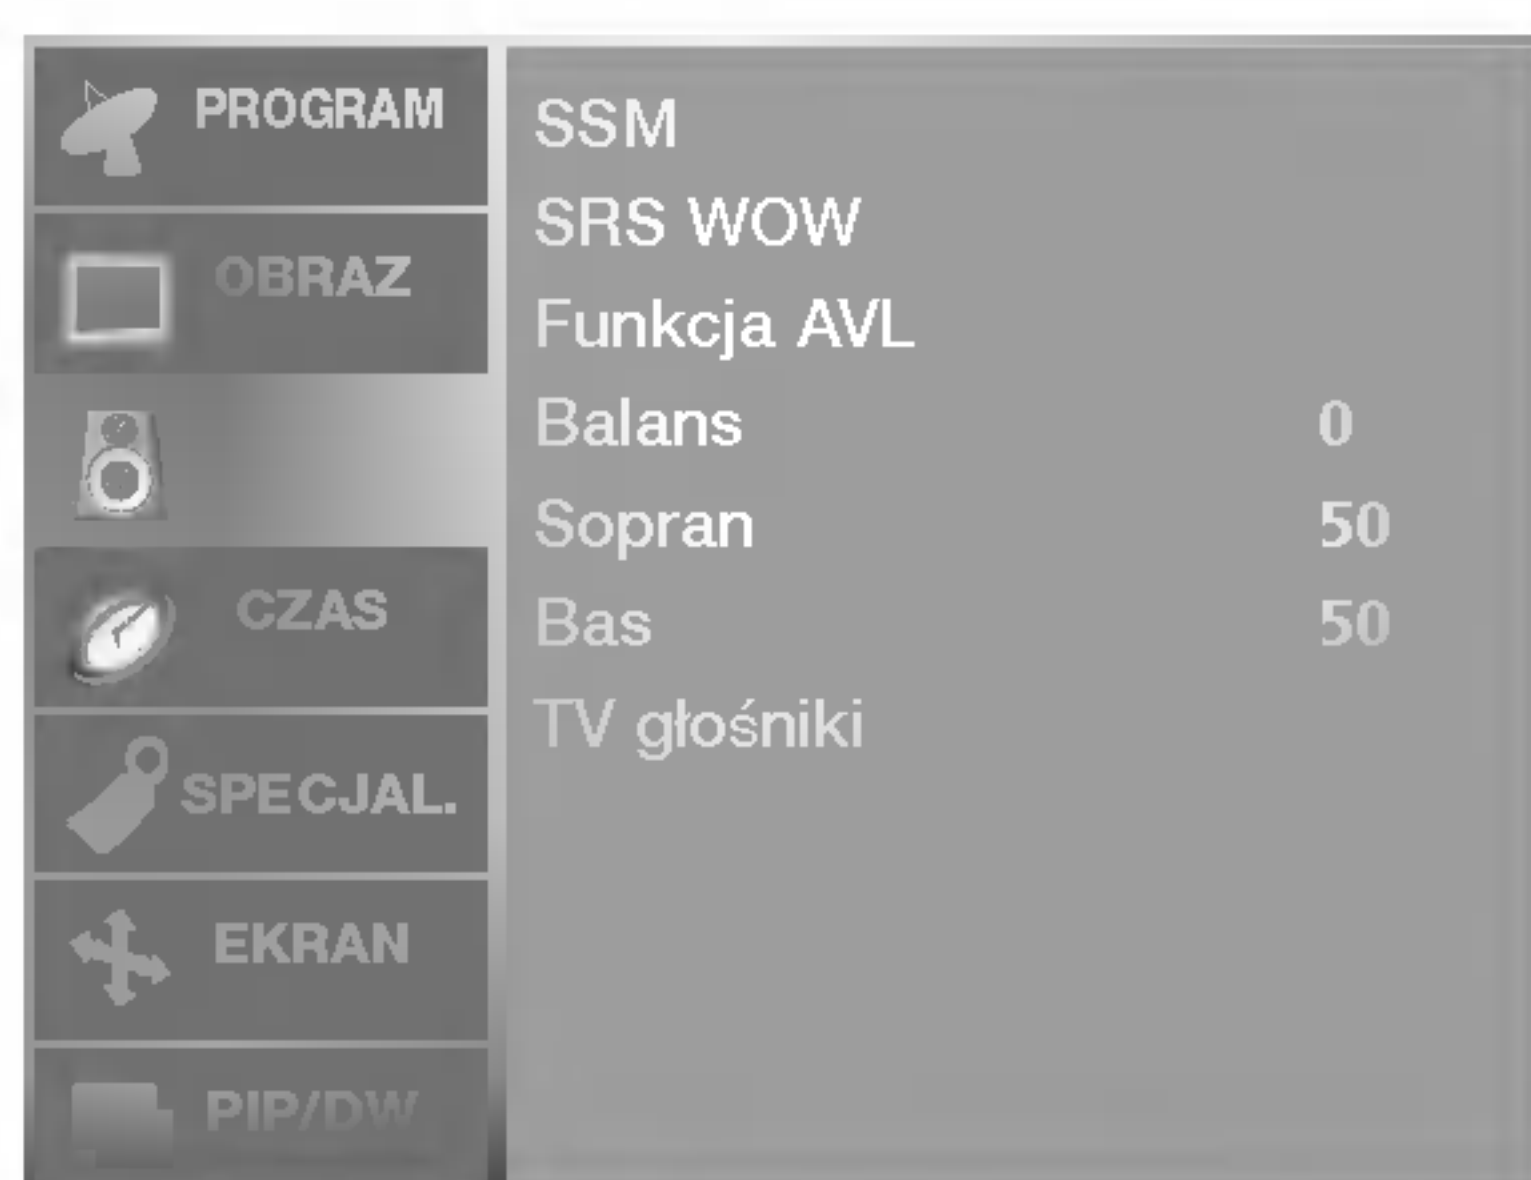 PROGRAM
OBRAZ
CZAS
SPECJAL.
EKRAN
PIP/DW
SSM
SRS WOW
Funkcja AVL
Balans 0
Sopran 50
Bas 50
TV głośniki